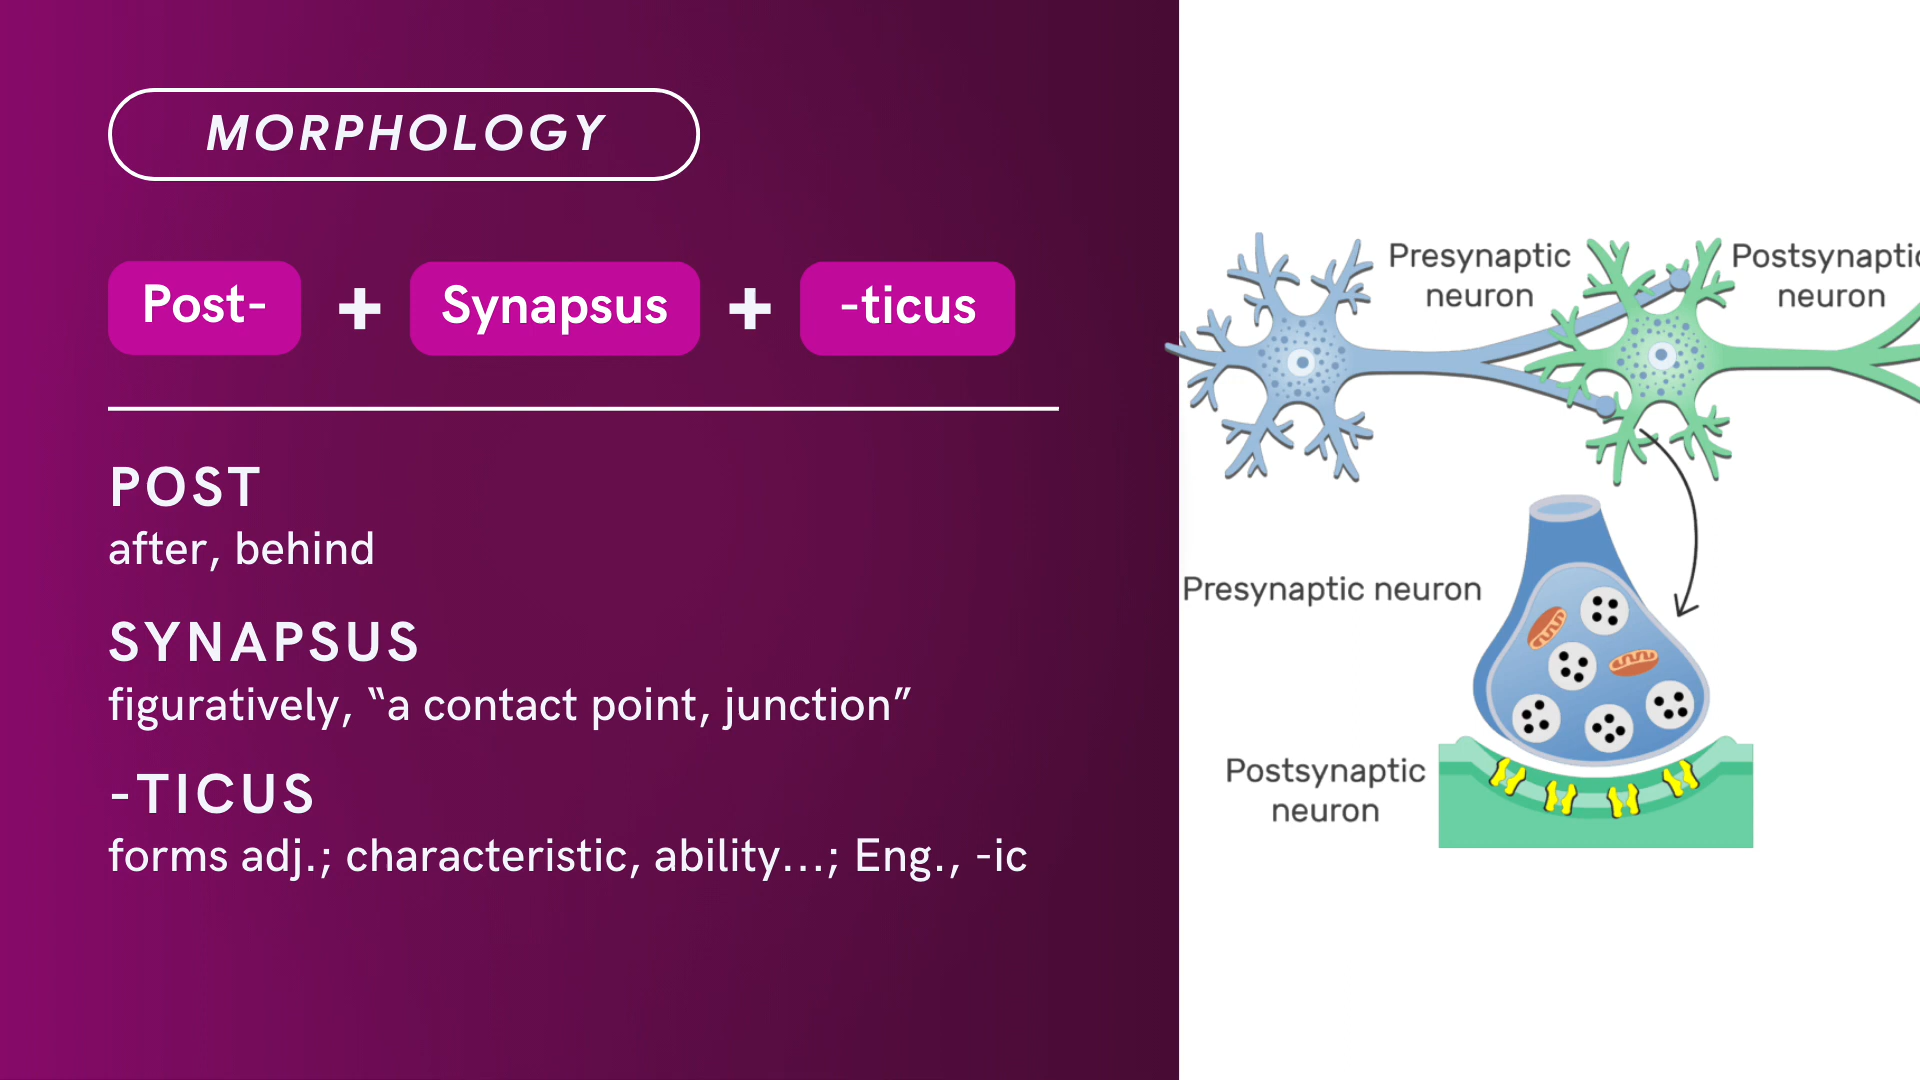 MORPHOLOGY
Post- + Synapsus + -ticus
POST
after, behind
SYNAPSUS
figuratively, “a contact point, junction”
-TICUS
forms adj.; characteristic, ability...; Eng., -ic
Presynaptic
neuron
Postsynaptic
neuron
Presynaptic neuron
Postsynaptic
neuron